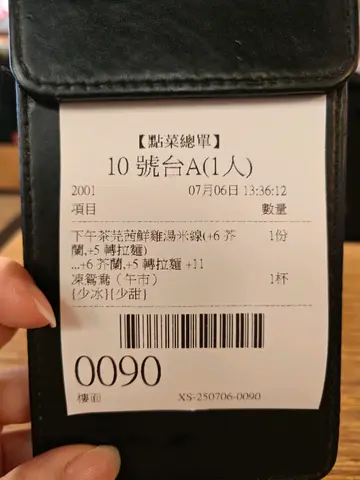 【點菜總單】
10 號台A(1人)
2001 07月06日 13:36:12
項目 數量
下午茶芫茜鮮雞湯米線(+6 芥 1份
蘭,+5 轉拉麵)
...+6 芥蘭,+5 轉拉麵 +11
凍鴛鴦（午市） 1杯
{少冰}{少甜}
0090
樓面 XS-250706-0090